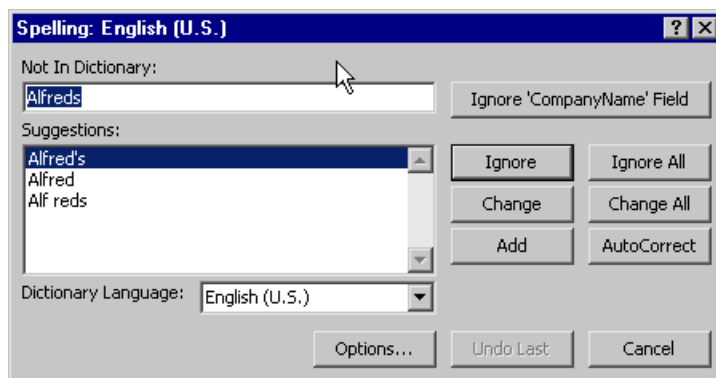 Spelling: English (U.S.)
Not In Dictionary:
Alfreds
Ignore 'CompanyName' Field
Suggestions:
Alfred's
Alfred
Alf reds
Ignore
Ignore All
Change
Change All
Add
AutoCorrect
Dictionary Language:
English (U.S.)
Options...
Undo Last
Cancel